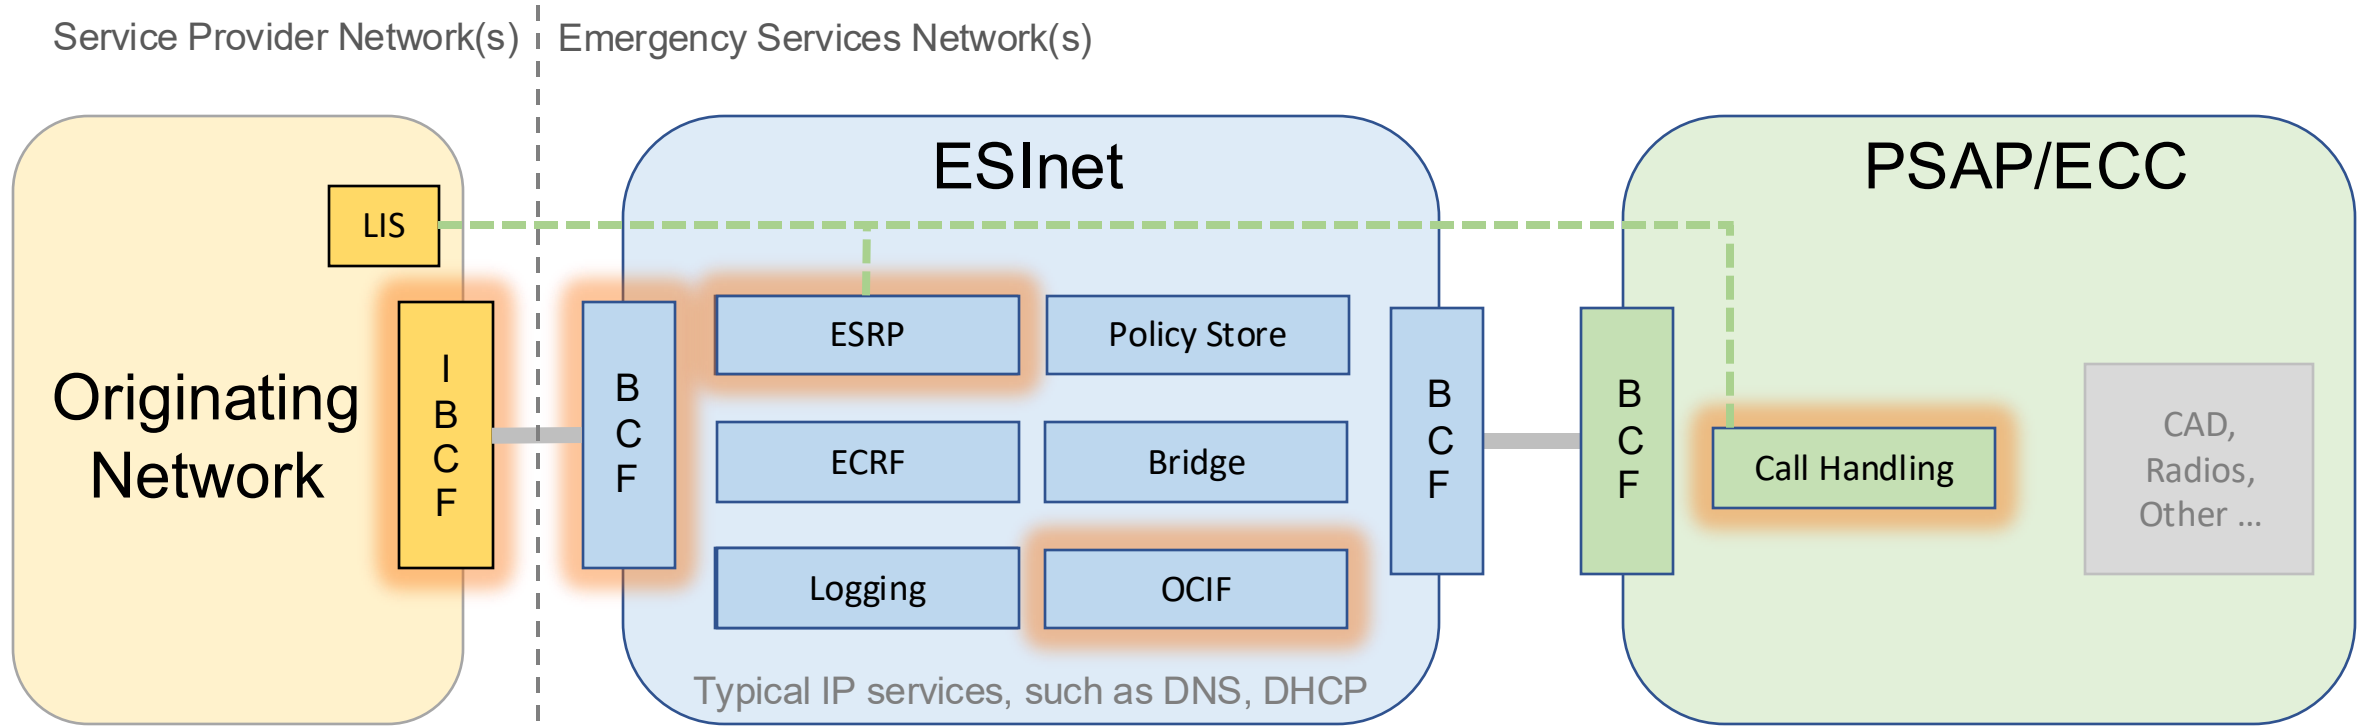 Service Provider Network(s)
Emergency Services Network(s)
Originating
Network
LIS
I
B
C
F
ESInet
B
C
F
ESRP
Policy Store
ECRF
Bridge
Logging
OCIF
Typical IP services, such as DNS, DHCP
B
C
F
PSAP/ECC
B
C
F
Call Handling
CAD,
Radios,
Other ...